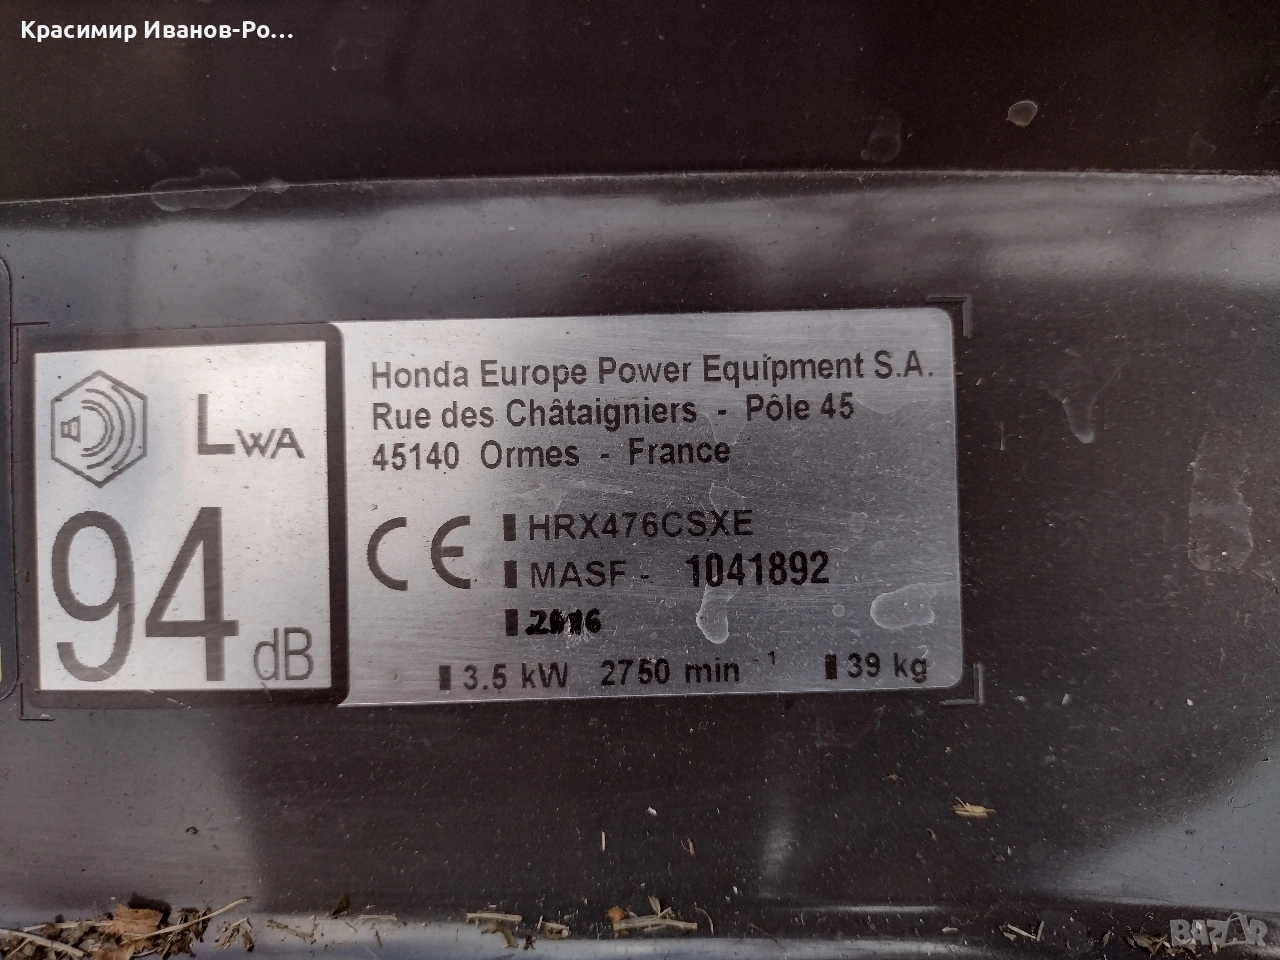 Красимир Иванов-Ро...
LWA
94
dB
Honda Europe Power Equipment S.A.
Rue des Châtaigniers - Pôle 45
45140 Ormes - France
CE
HRX476CSXE
MASF - 1041892
3.5 kW 2750 min -1 39 kg
BAZAR